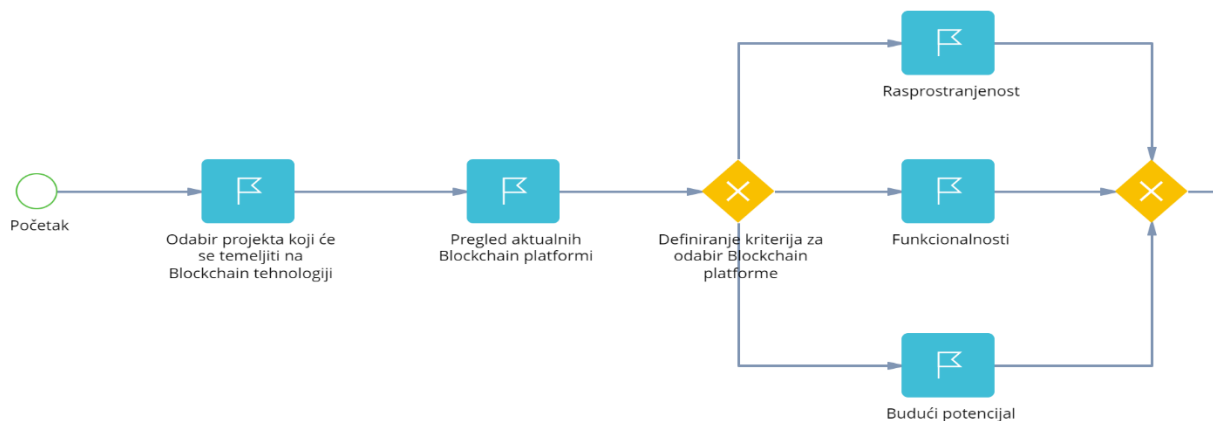 Rasprostranjenost
Početak
Odabir projekta koji će
se temeljiti na
Blockchain tehnologiji
Pregled aktualnih
Blockchain platformi
Definiranje kriterija za
odabir Blockchain
platforme
Funkcionalnosti
Budući potencijal